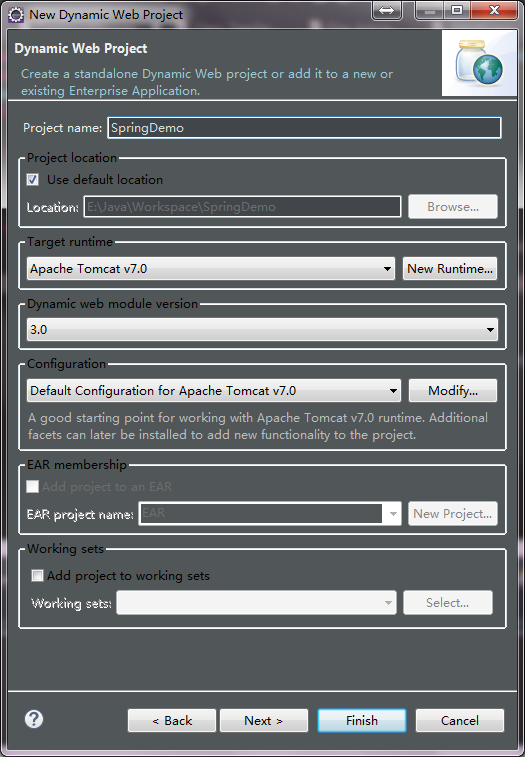 New Dynamic Web Project
Dynamic Web Project
Create a standalone Dynamic Web project or add it to a new or
existing Enterprise Application.
Project name: SpringDemo
Project location
Use default location
Location: E:\Java\Workspace\SpringDemo Browse...
Target runtime
Apache Tomcat v7.0 New Runtime...
Dynamic web module version
3.0
Configuration
Default Configuration for Apache Tomcat v7.0 Modify...
A good starting point for working with Apache Tomcat v7.0 runtime. Additional
facets can later be installed to add new functionality to the project.
EAR membership
Add project to an EAR
EAR project name: EAR New Project...
Working sets
Add project to working sets
Working sets: Select...
? < Back Next > Finish Cancel